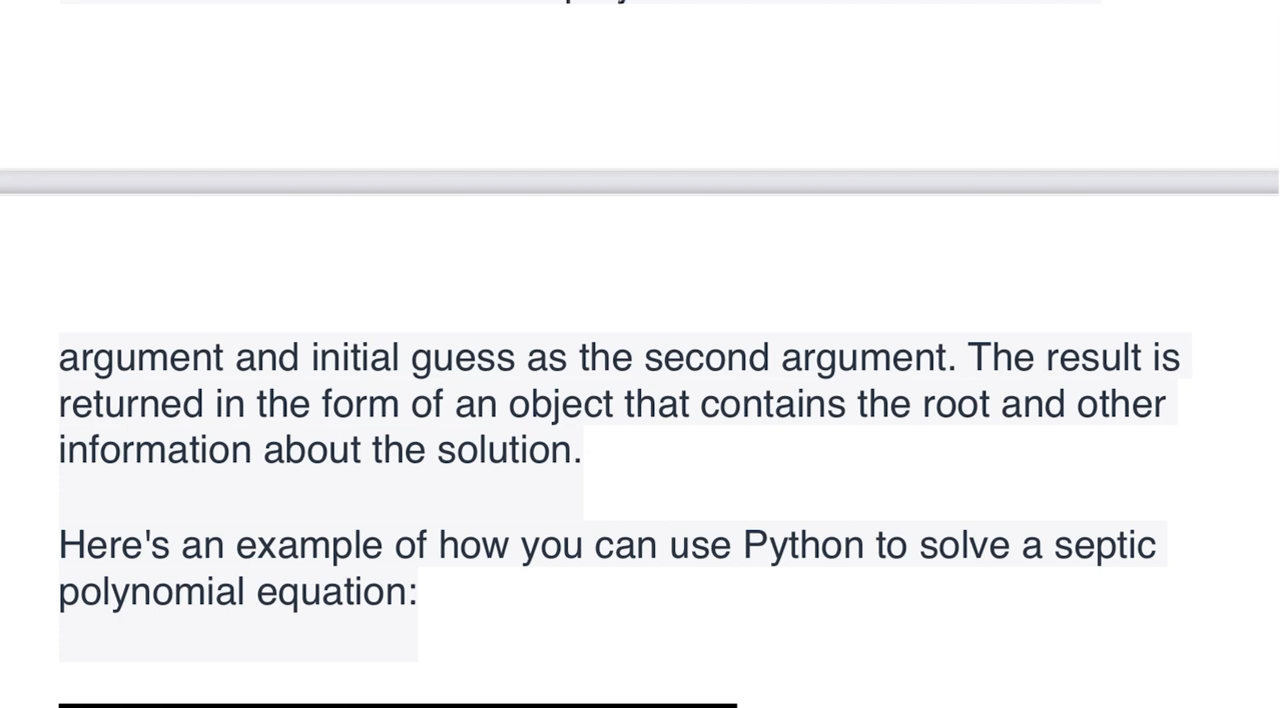 argument and initial guess as the second argument. The result is
returned in the form of an object that contains the root and other
information about the solution.
Here's an example of how you can use Python to solve a septic
polynomial equation: